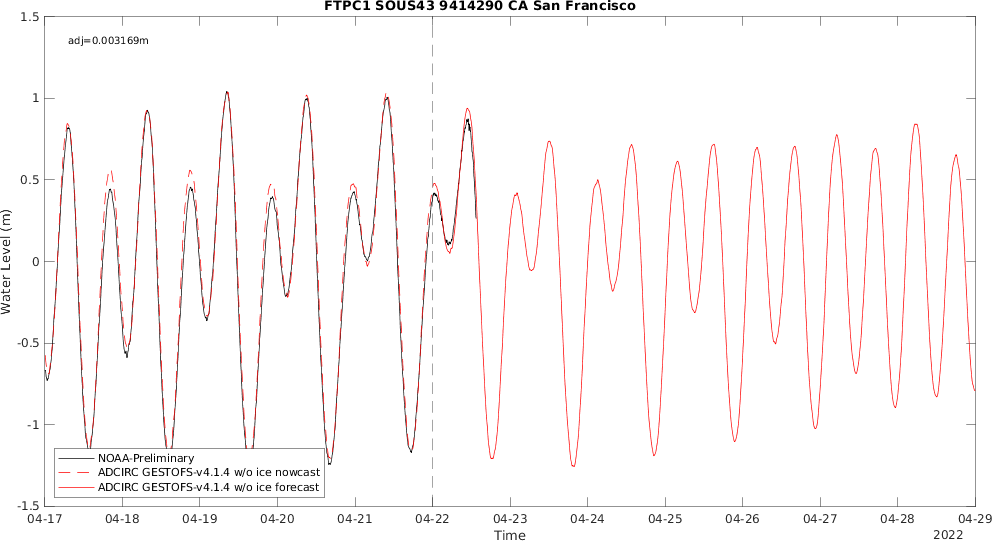 FTPC1 SOUS43 9414290 CA San Francisco
adj=0.003169m
1.5
1
0.5
0
-0.5
-1
-1.5
Water Level (m)
NOAA-Preliminary
ADCIRC GESTOFS-v4.1.4 w/o ice nowcast
ADCIRC GESTOFS-v4.1.4 w/o ice forecast
04-17 04-18 04-19 04-20 04-21 04-22 04-23 04-24 04-25 04-26 04-27 04-28 04-29
Time
2022